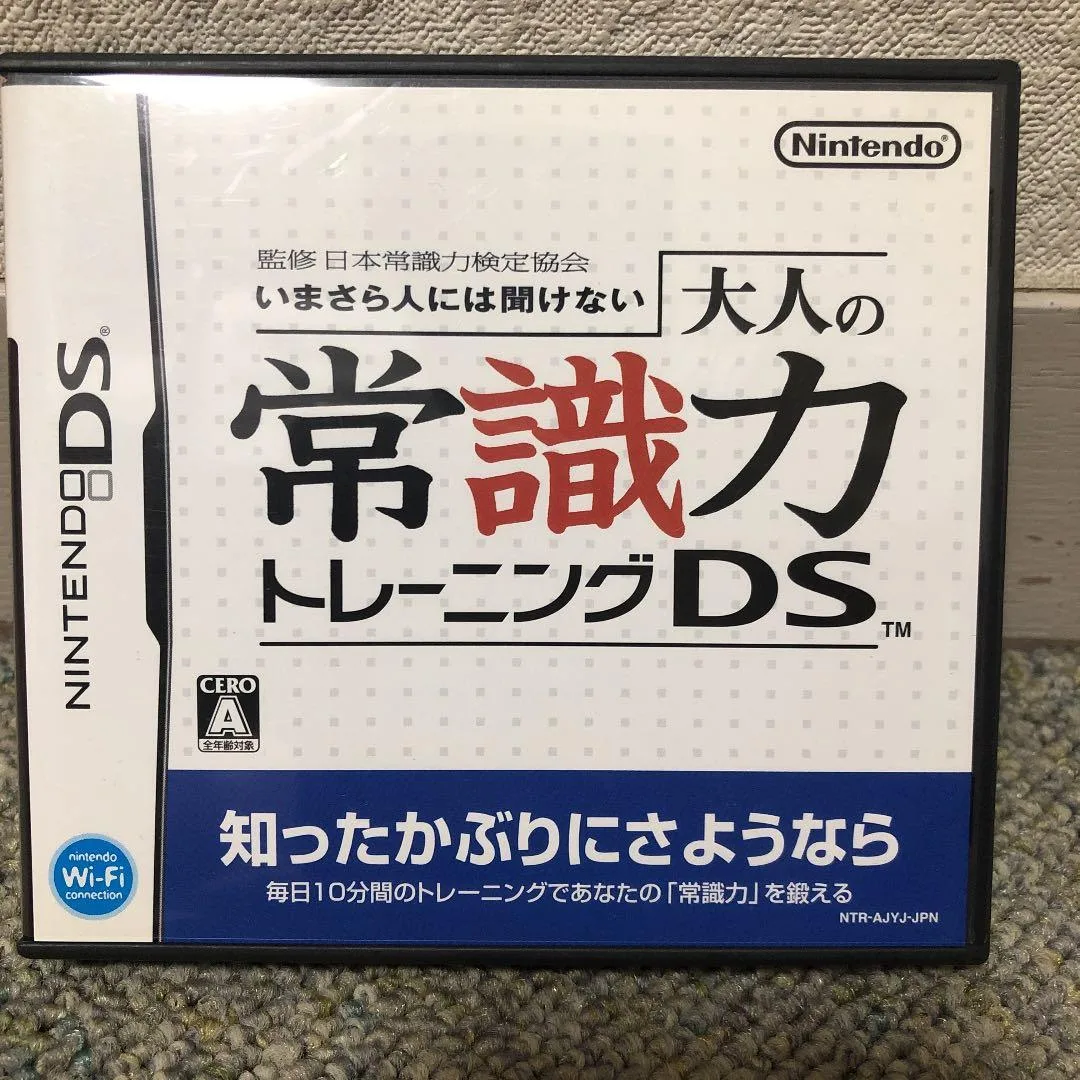 NINTENDO DS®
Nintendo®
監修 日本常識力検定協会
いまさら人には聞けない
大人の
常識力
トレーニングDS™
CERO
A
全年齢対象
知ったかぶりにさようなら
毎日10分間のトレーニングであなたの「常識力」を鍛える
NTR-AJYJ-JPN
nintendo
Wi-Fi
connection